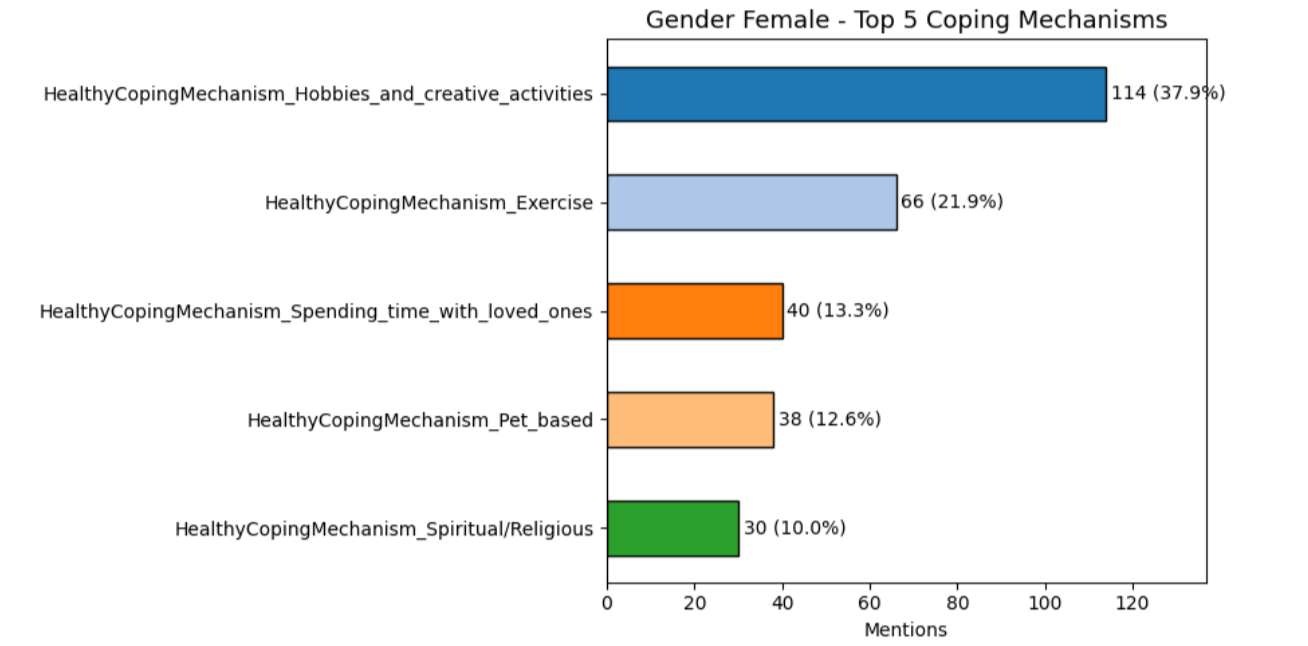 Gender Female - Top 5 Coping Mechanisms
HealthyCopingMechanism_Hobbies_and_creative_activities 114 (37.9%)
HealthyCopingMechanism_Exercise 66 (21.9%)
HealthyCopingMechanism_Spending_time_with_loved_ones 40 (13.3%)
HealthyCopingMechanism_Pet_based 38 (12.6%)
HealthyCopingMechanism_Spiritual/Religious 30 (10.0%)
0 20 40 60 80 100 120
Mentions